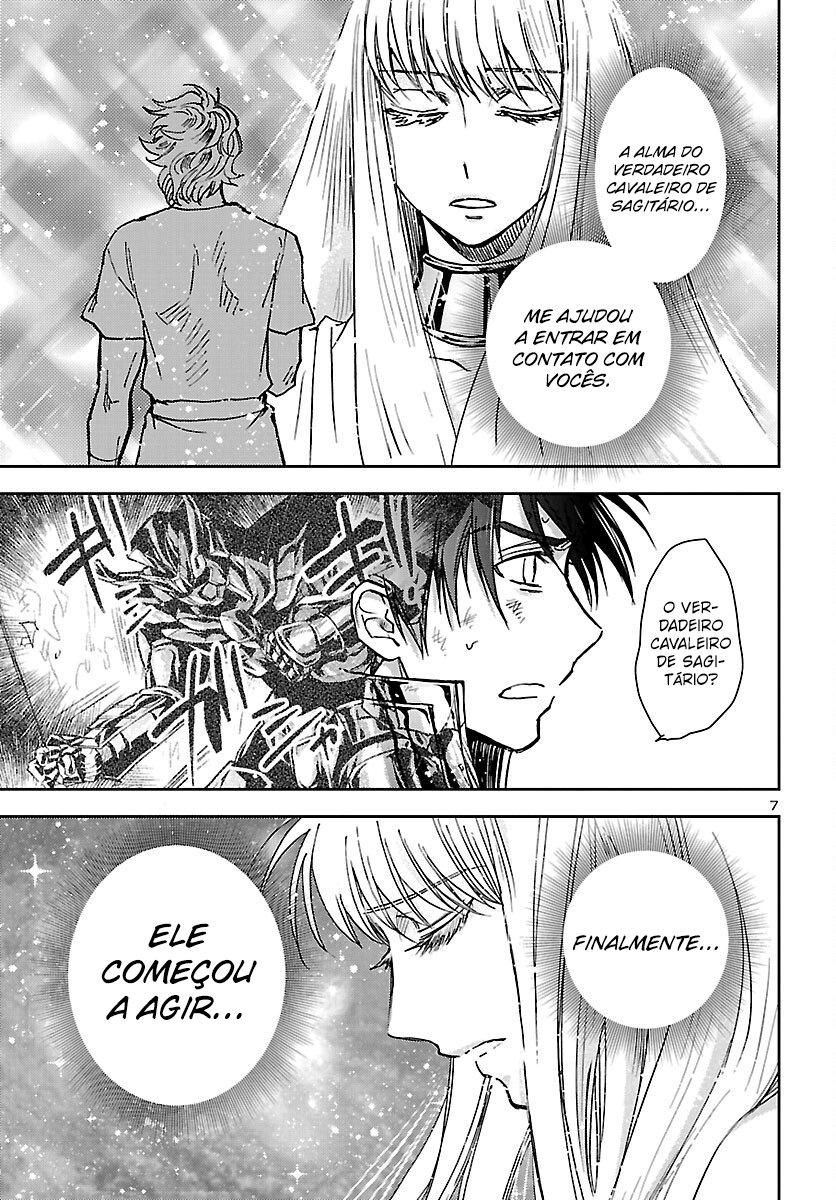 A ALMA DO
VERDADEIRO
CAVALEIRO DE
SAGITÁRIO...
ME AJUDOU
A ENTRAR EM
CONTATO COM
VOCÊS.
O VER-
DADEIRO
CAVALEIRO
DE SAGI-
TÁRIO?
7
FINALMENTE...
ELE
COMEÇOU
A AGIR...